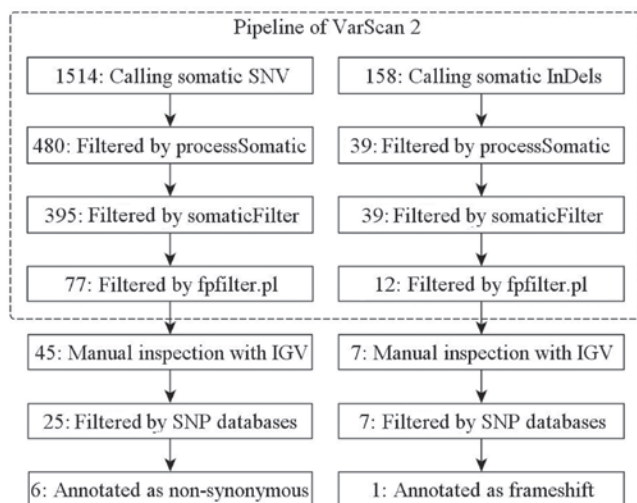 Pipeline of VarScan 2
1514: Calling somatic SNV
158: Calling somatic InDels
480: Filtered by processSomatic
39: Filtered by processSomatic
395: Filtered by somaticFilter
39: Filtered by somaticFilter
77: Filtered by fpfilter.pl
12: Filtered by fpfilter.pl
45: Manual inspection with IGV
7: Manual inspection with IGV
25: Filtered by SNP databases
7: Filtered by SNP databases
6: Annotated as non-synonymous
1: Annotated as frameshift